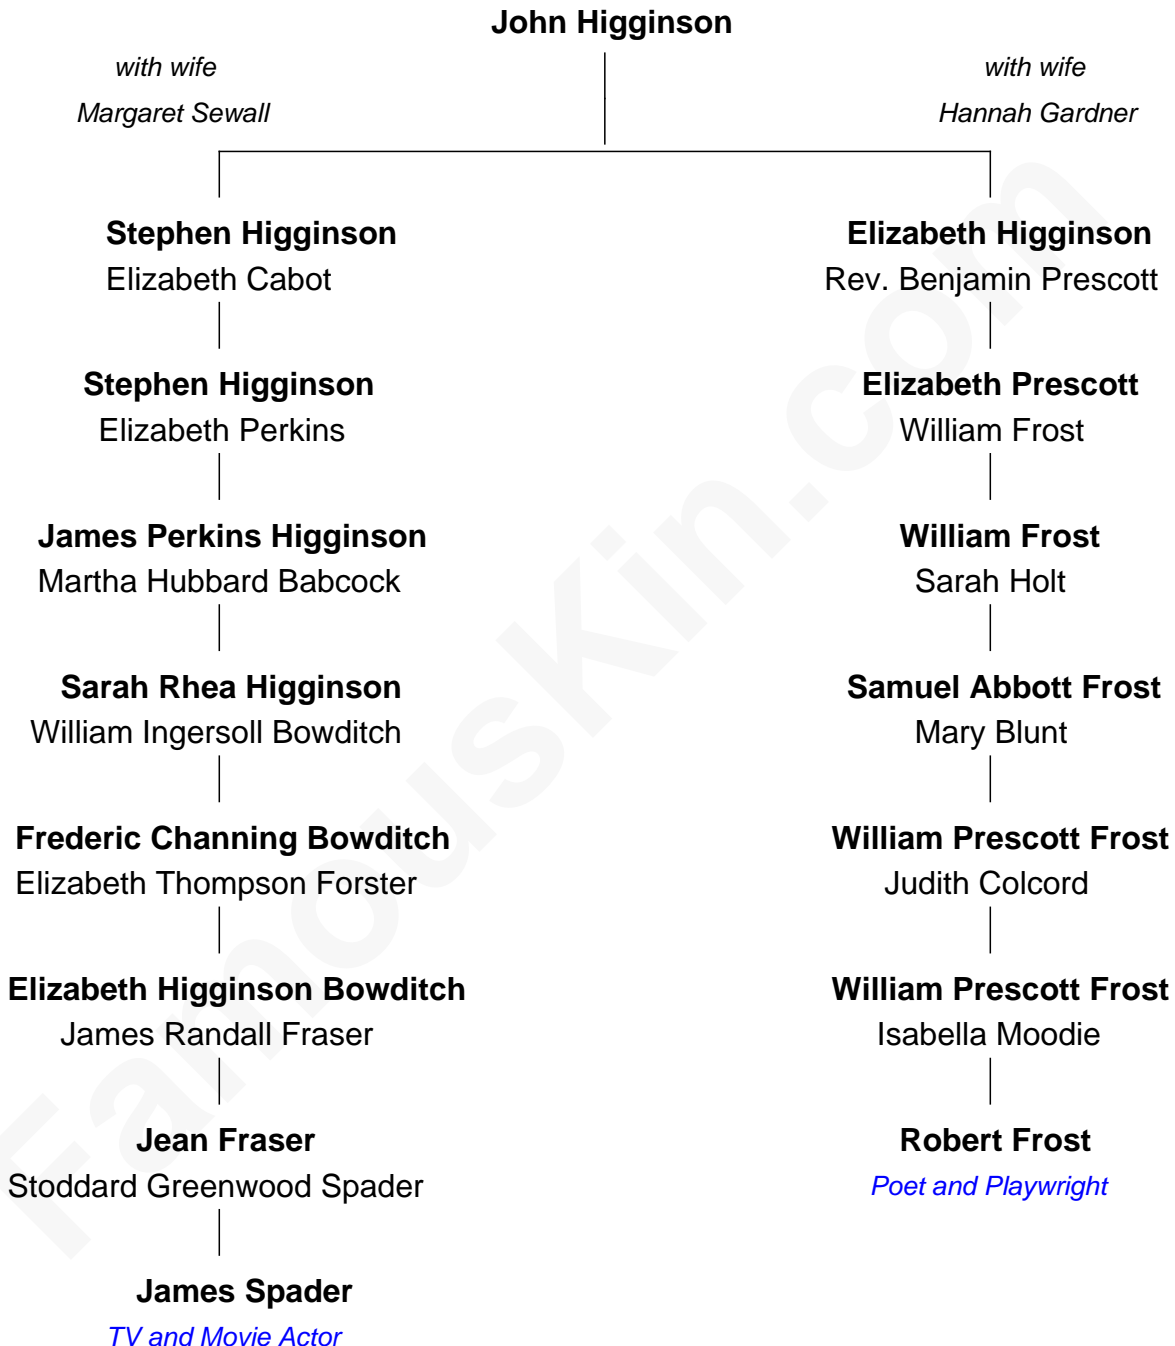 John Higginson
with wife
Margaret Sewall
with wife
Hannah Gardner
Stephen Higginson
Elizabeth Cabot
Elizabeth Higginson
Rev. Benjamin Prescott
Stephen Higginson
Elizabeth Perkins
Elizabeth Prescott
William Frost
James Perkins Higginson
Martha Hubbard Babcock
William Frost
Sarah Holt
Sarah Rhea Higginson
William Ingersoll Bowditch
Samuel Abbott Frost
Mary Blunt
Frederic Channing Bowditch
Elizabeth Thompson Forster
William Prescott Frost
Judith Colcord
Elizabeth Higginson Bowditch
James Randall Fraser
William Prescott Frost
Isabella Moodie
Jean Fraser
Stoddard Greenwood Spader
Robert Frost
Poet and Playwright
James Spader
TV and Movie Actor
FamousKin.com